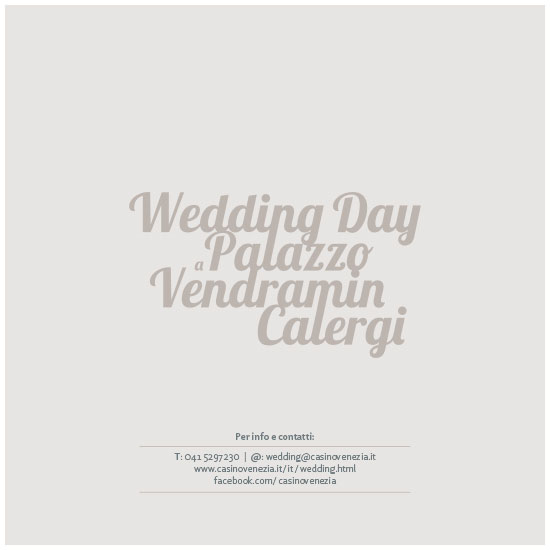 Wedding Day
a Palazzo
Vendramin
Calergi
Per info e contatti:
T: 041 5297230 | @: wedding@casinovenezia.it
www.casinovenezia.it/it/wedding.html
facebook.com/casinovenezia